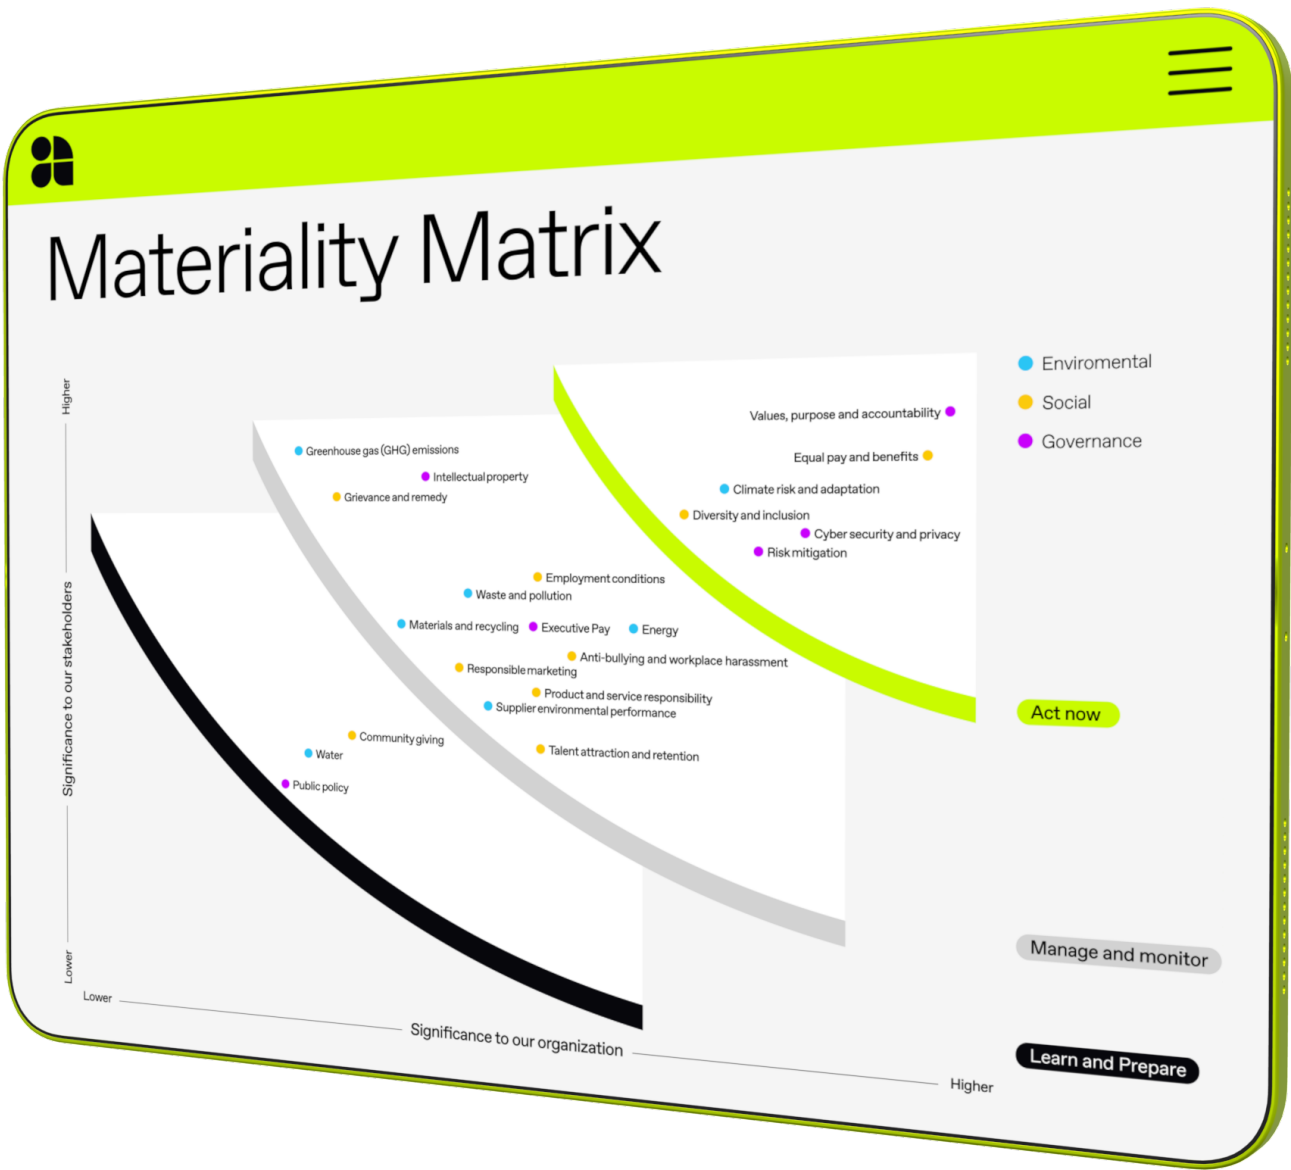 Materiality Matrix
Higher
Significance to our stakeholders
Lower
Lower
Significance to our organization
Higher
Values, purpose and accountability
Equal pay and benefits
Climate risk and adaptation
Diversity and inclusion
Cyber security and privacy
Risk mitigation
Greenhouse gas (GHG) emissions
Intellectual property
Grievance and remedy
Employment conditions
Waste and pollution
Materials and recycling
Executive Pay
Energy
Anti-bullying and workplace harassment
Responsible marketing
Product and service responsibility
Supplier environmental performance
Talent attraction and retention
Community giving
Water
Public policy
Enviromental
Social
Governance
Act now
Manage and monitor
Learn and Prepare